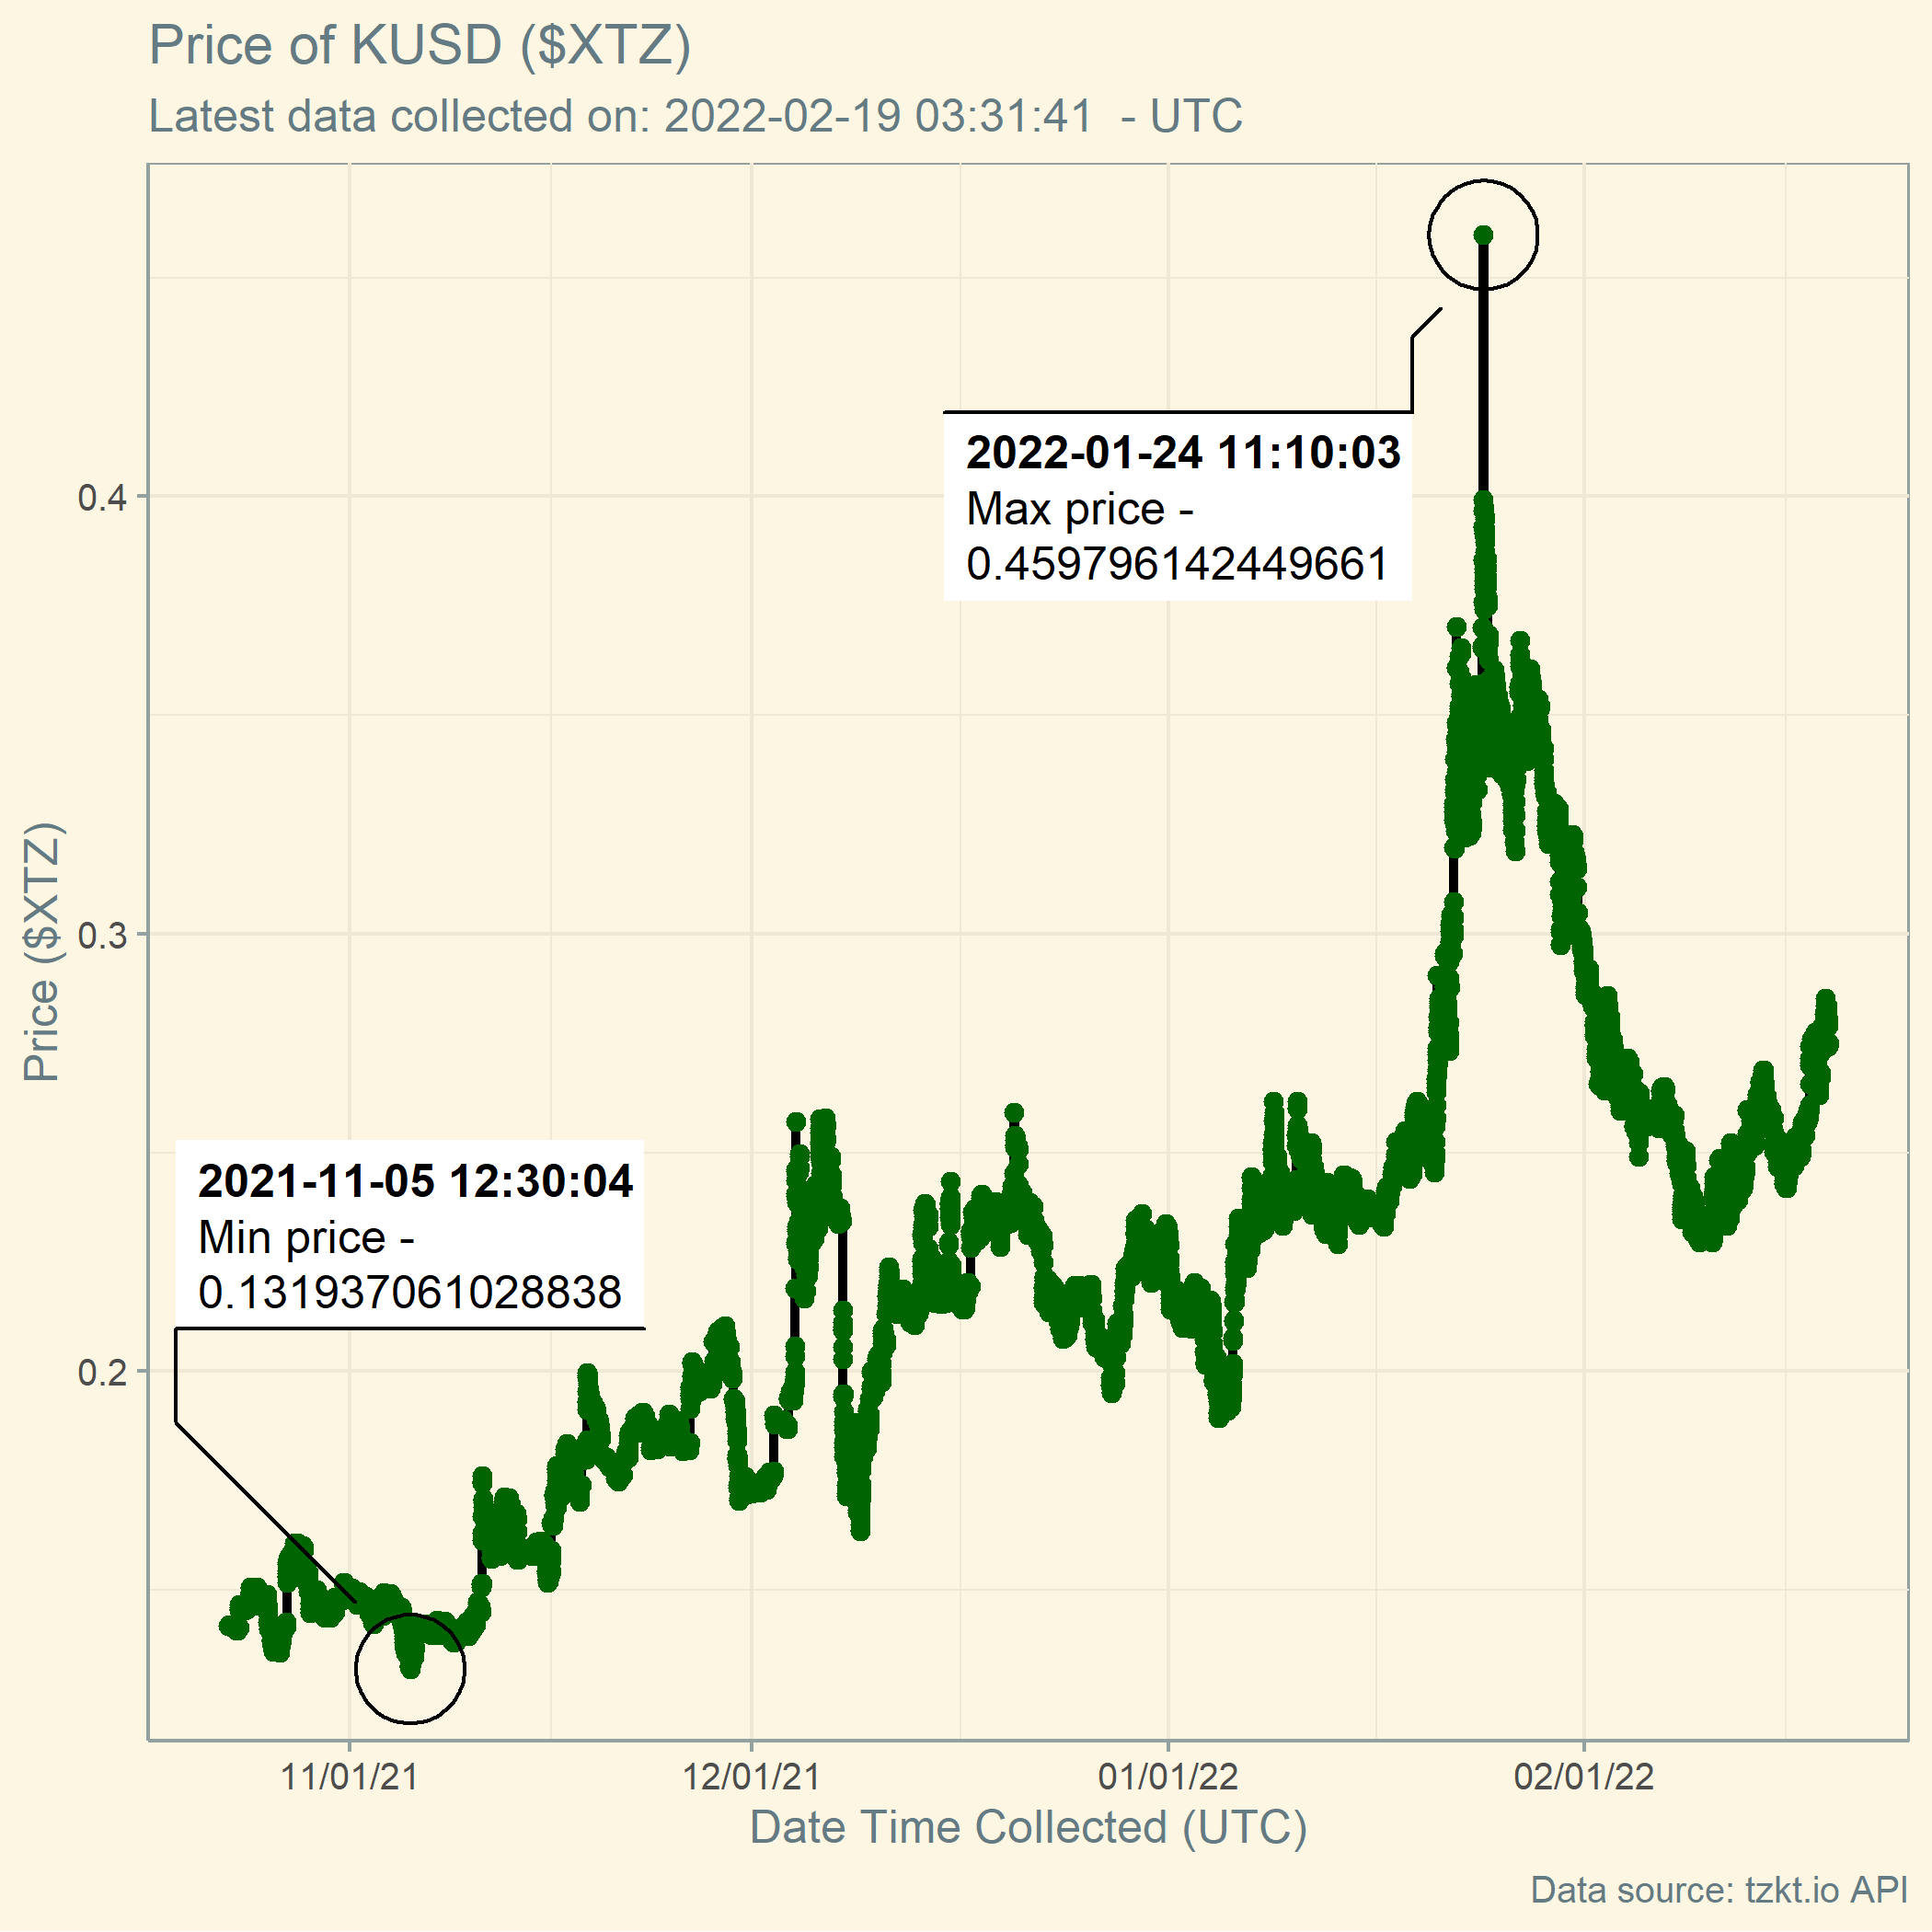 Price of KUSD ($XTZ)
Latest data collected on: 2022-02-19 03:31:41  - UTC
2022-01-24 11:10:03
Max price -
0.459796142449661
2021-11-05 12:30:04
Min price -
0.131937061028838
Price ($XTZ)
0.4
0.3
0.2
11/01/21
12/01/21
01/01/22
02/01/22
Date Time Collected (UTC)
Data source: tzkt.io API